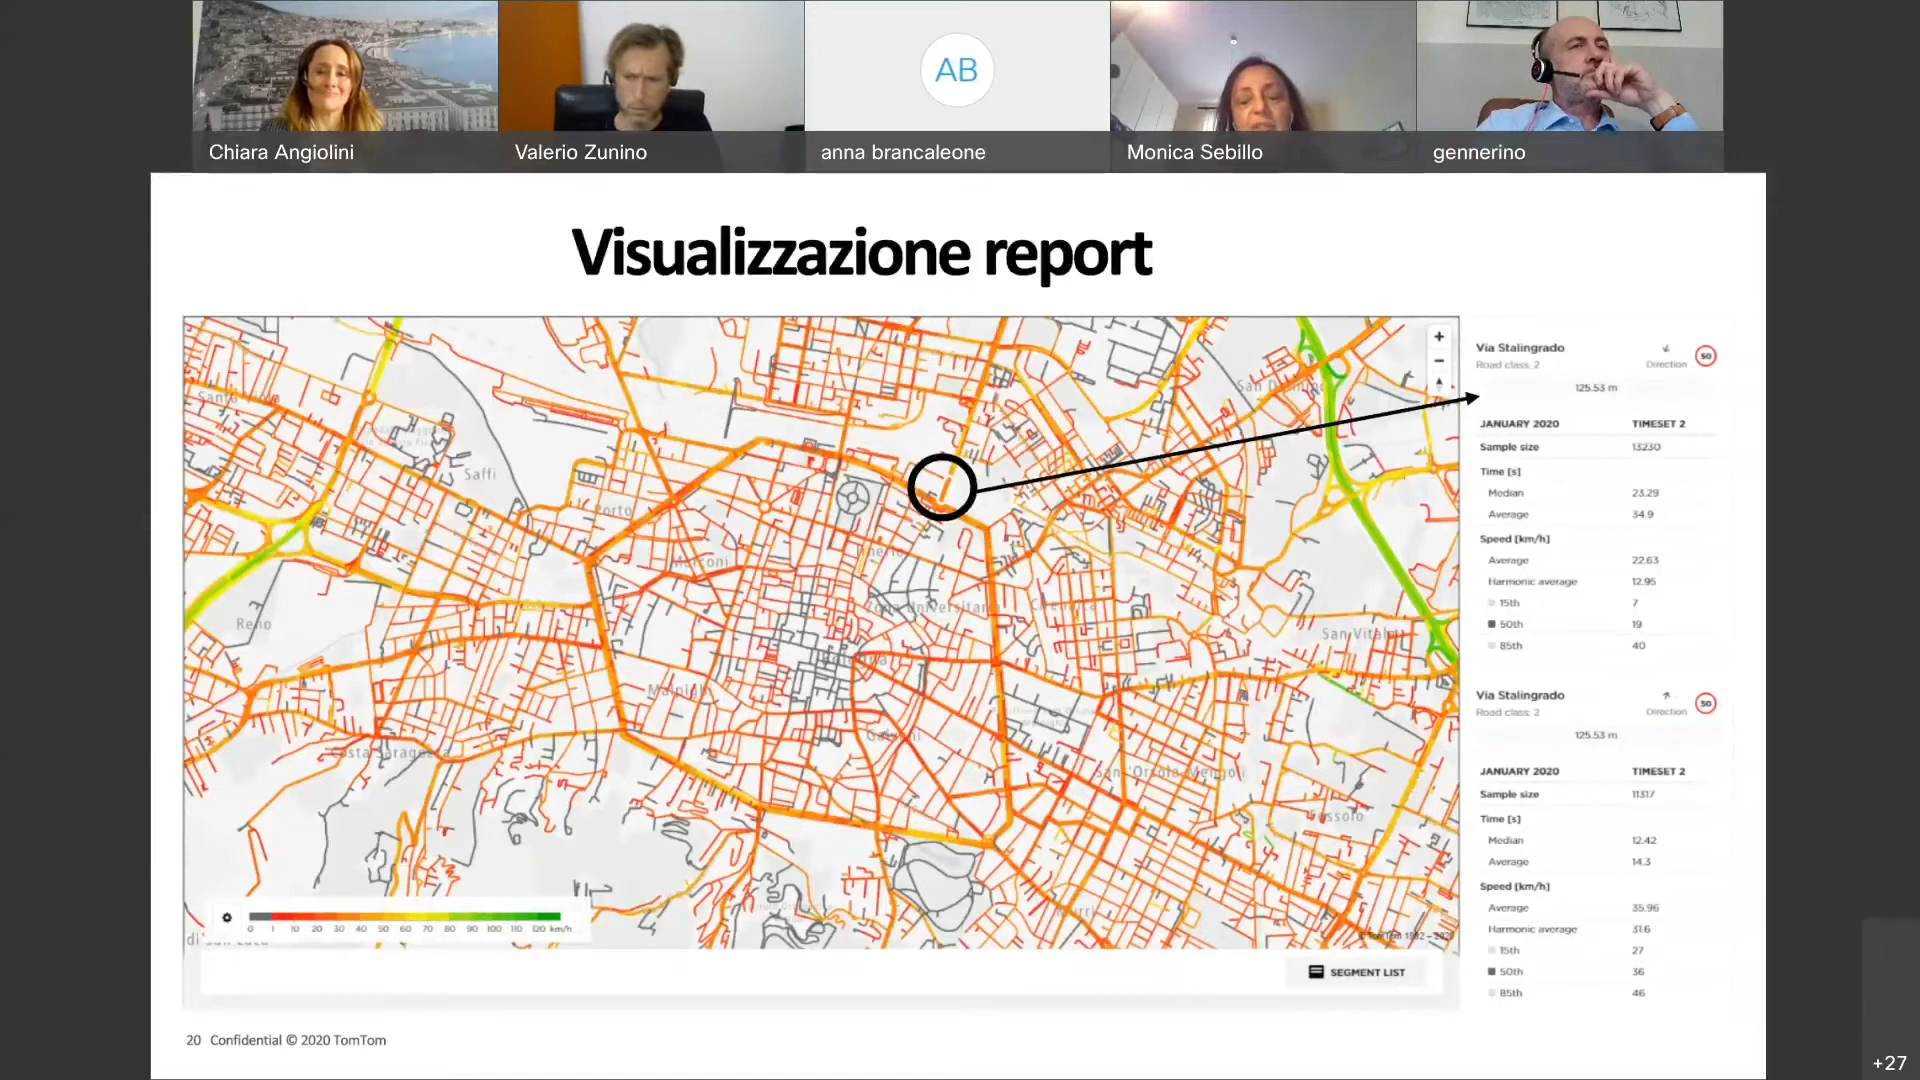 AB
Chiara Angiolini
Valerio Zunino
anna brancaleone
Monica Sebillo
gennerino
Visualizzazione report
Saffi
Porto
Marconi
Reno
Malpighi
Costa Saragozza
Galvani
San Vitale
Fossolo
Murri
0 1 10 20 30 40 50 60 70 80 90 100 110 120 km/h
SEGMENT LIST
Via Stalingrado
50
Road class: 2
Direction
125.53 m
JANUARY 2020 TIMESET 2
Sample size 13230
Time [s]
Median 23.29
Average 34.9
Speed [km/h]
Average 22.63
Harmonic average 12.95
15th 7
50th 19
85th 40
Via Stalingrado
50
Road class: 2
Direction
125.53 m
JANUARY 2020 TIMESET 2
Sample size 11317
Time [s]
Median 12.42
Average 14.3
Speed [km/h]
Average 35.96
Harmonic average 31.6
15th 27
50th 36
85th 46
20 Confidential © 2020 TomTom
+27